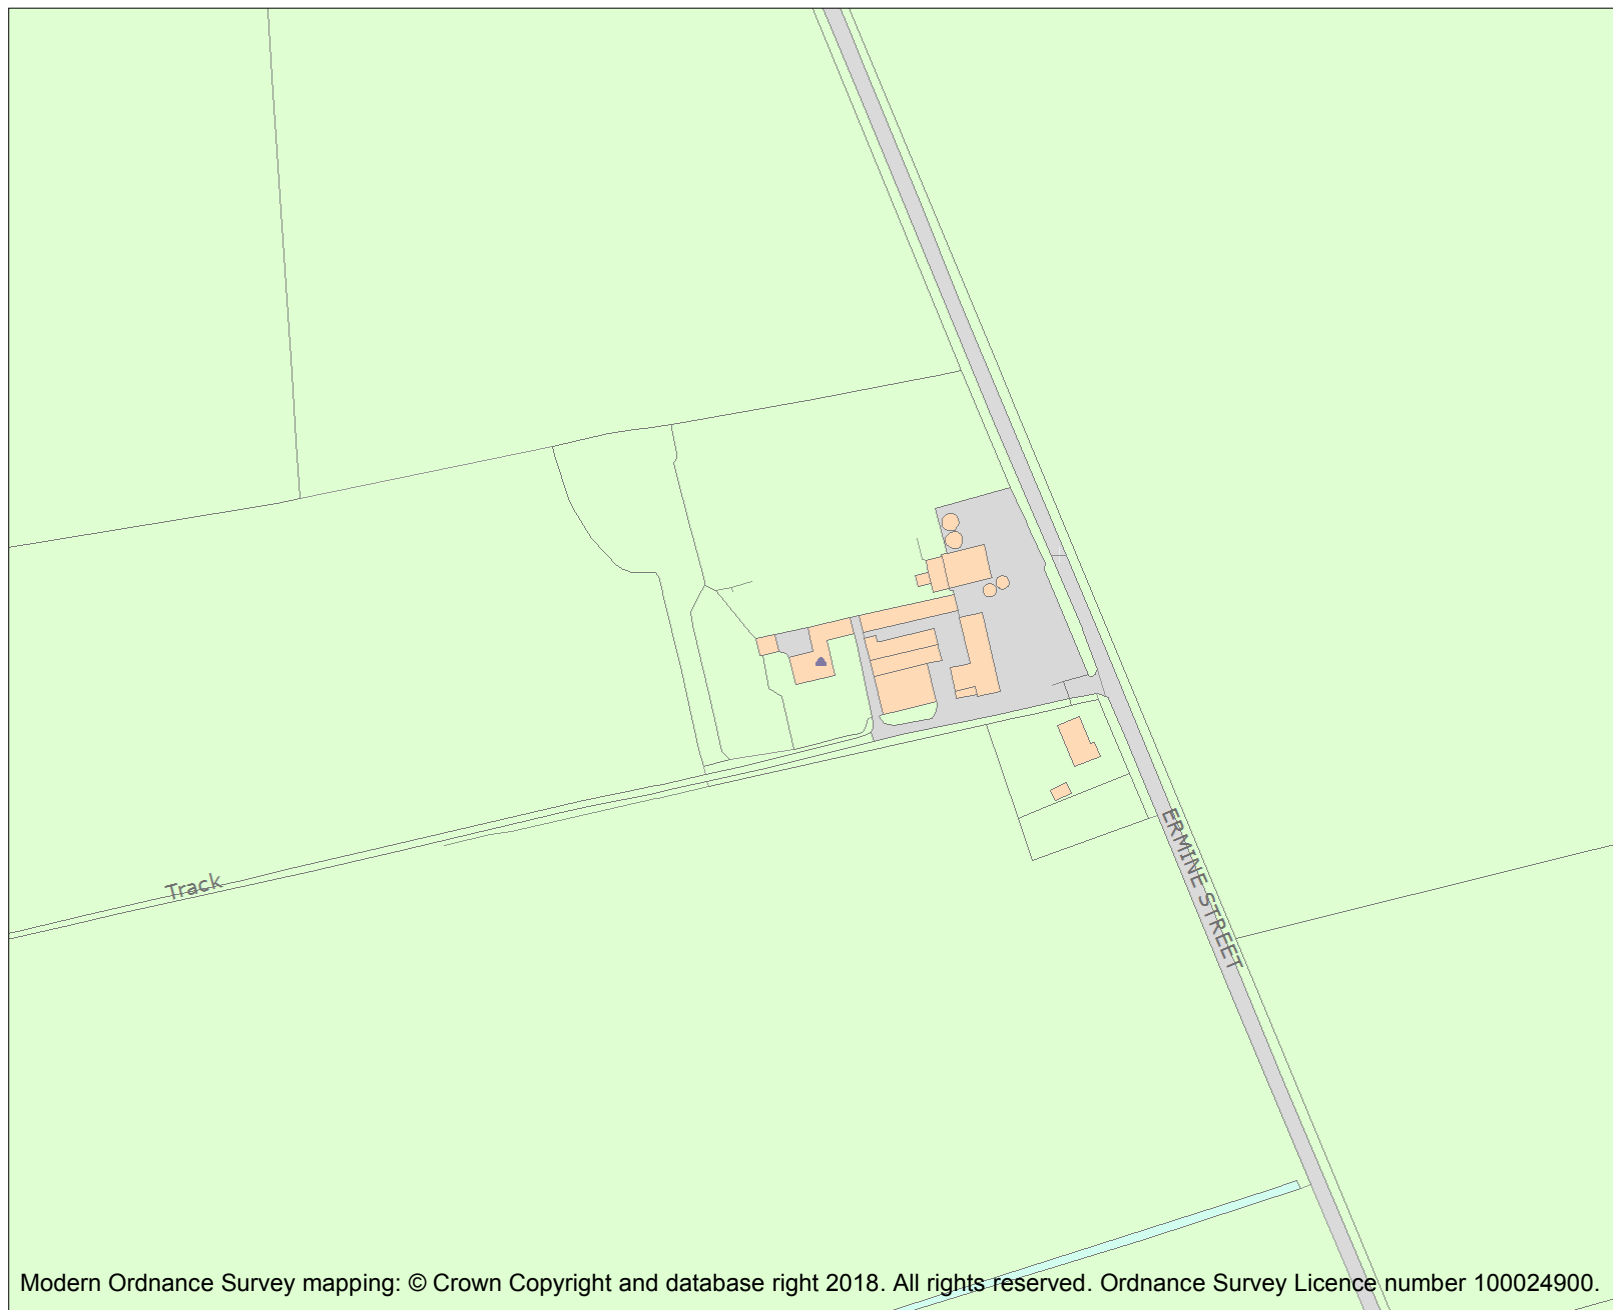 Track
ERMINE STREET
Modern Ordnance Survey mapping: © Crown Copyright and database right 2018. All rights reserved. Ordnance Survey Licence number 100024900.